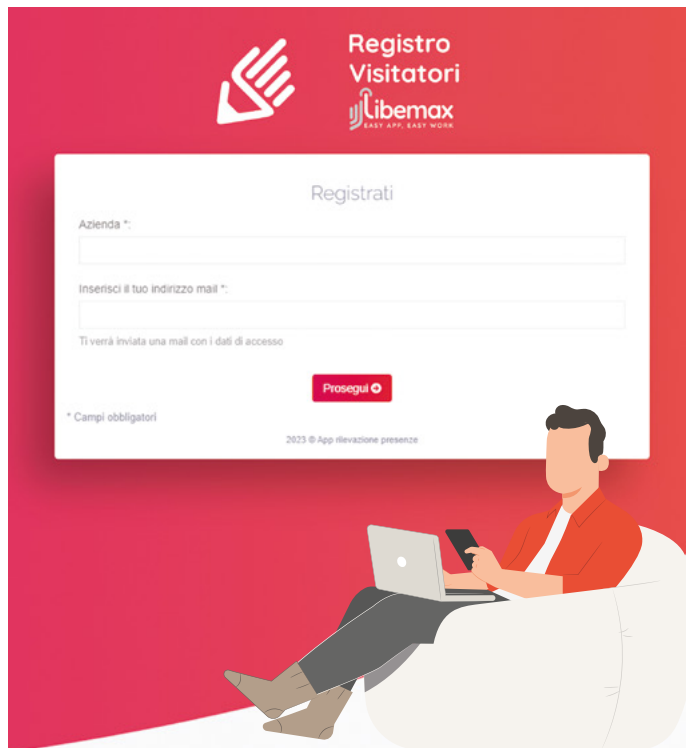 Registro
Visitatori
Libemax
EASY APP, EASY WORK
Registrati
Azienda *:
Inserisci il tuo indirizzo mail *:
Ti verrà inviata una mail con i dati di accesso
Prosegui
* Campi obbligatori
2023 © App rilevazione presenze